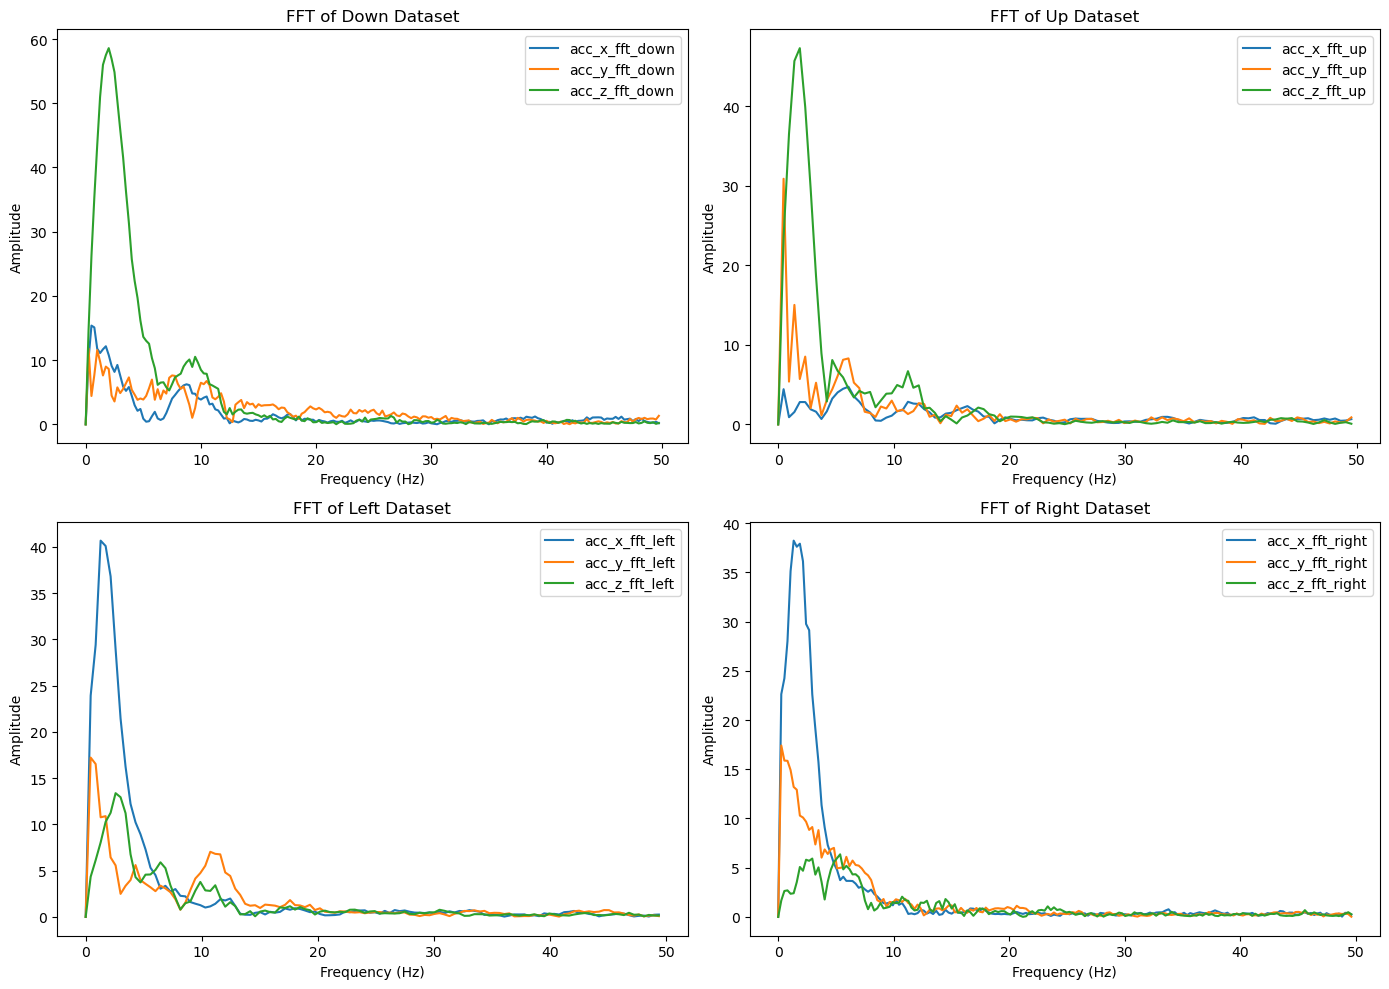 FFT of Down Dataset
acc_x_fft_down
acc_y_fft_down
acc_z_fft_down
60
50
40
30
20
10
0
Amplitude
0 10 20 30 40 50
Frequency (Hz)
FFT of Up Dataset
acc_x_fft_up
acc_y_fft_up
acc_z_fft_up
40
30
20
10
0
Amplitude
0 10 20 30 40 50
Frequency (Hz)
FFT of Left Dataset
acc_x_fft_left
acc_y_fft_left
acc_z_fft_left
40
35
30
25
20
15
10
5
0
Amplitude
0 10 20 30 40 50
Frequency (Hz)
FFT of Right Dataset
acc_x_fft_right
acc_y_fft_right
acc_z_fft_right
40
35
30
25
20
15
10
5
0
Amplitude
0 10 20 30 40 50
Frequency (Hz)